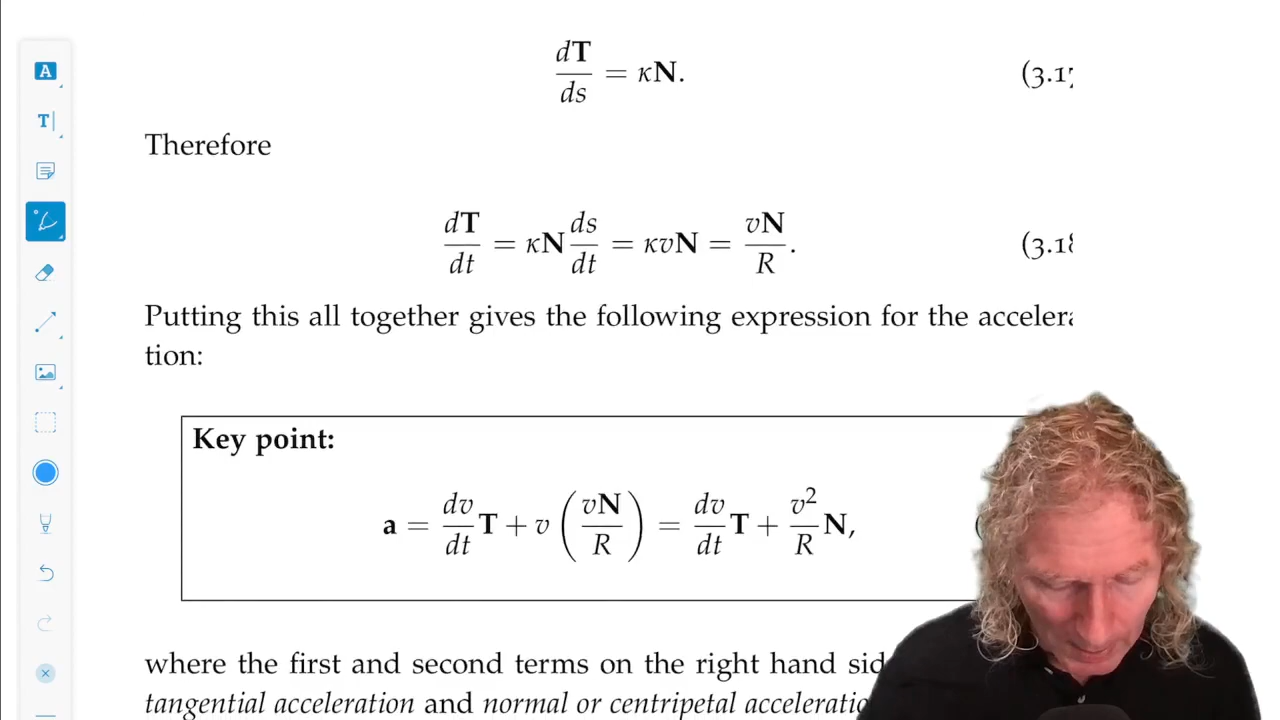 dT/ds = κN. (3.17
Therefore
dT/dt = κN ds/dt = κvN = vN/R. (3.18
Putting this all together gives the following expression for the accelera
tion:
Key point:
a = dv/dt T + v (vN/R) = dv/dt T + v²/R N,
where the first and second terms on the right hand sid
tangential acceleration and normal or centripetal acceleratio